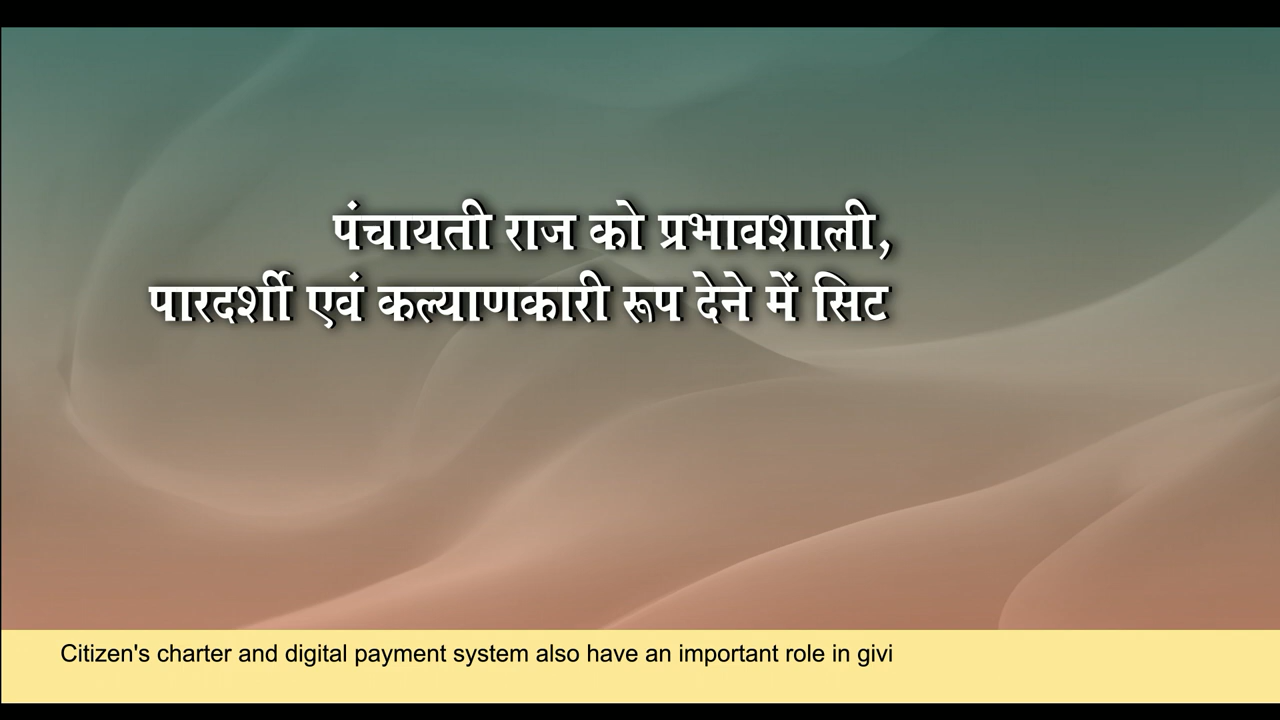 पंचायती राज को प्रभावशाली,
पारदर्शी एवं कल्याणकारी रूप देने में सिट
Citizen's charter and digital payment system also have an important role in givi